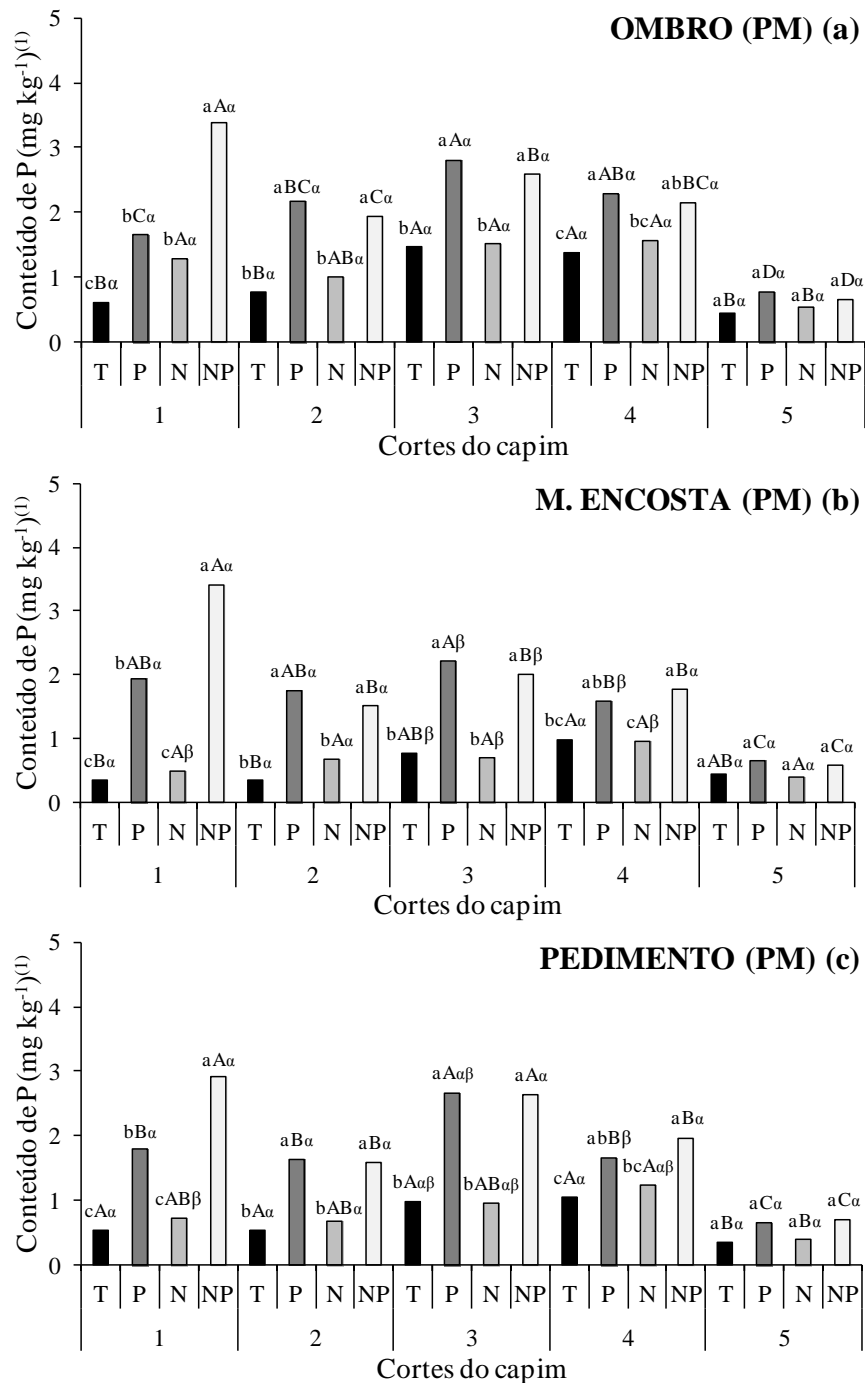 OMBRO (PM) (a)
Conteúdo de P (mg kg-1)(1)
5
4
3
2
1
0
cBα bCα bAα aAα bBα aBCα bABα aCα bAα aAα bAα aBα cAα aABα bcAα abBCα aBα aDα aBα aDα
T P N NP T P N NP T P N NP T P N NP T P N NP
1 2 3 4 5
Cortes do capim
M. ENCOSTA (PM) (b)
Conteúdo de P (mg kg-1)(1)
5
4
3
2
1
0
cBα bABα cAβ aAα bBα aABα bAα aBα bABβ aAβ bAβ aBβ bcAα abBβ cAβ aBα aABα aCα aAα aCα
T P N NP T P N NP T P N NP T P N NP T P N NP
1 2 3 4 5
Cortes do capim
PEDIMENTO (PM) (c)
Conteúdo de P (mg kg-1)(1)
5
4
3
2
1
0
cAα bBα cABβ aAα bAα aBα bABα aBα bAαβ aAαβ bABαβ aAα cAα abBβ bcAαβ aBα aBα aCα aBα aCα
T P N NP T P N NP T P N NP T P N NP T P N NP
1 2 3 4 5
Cortes do capim